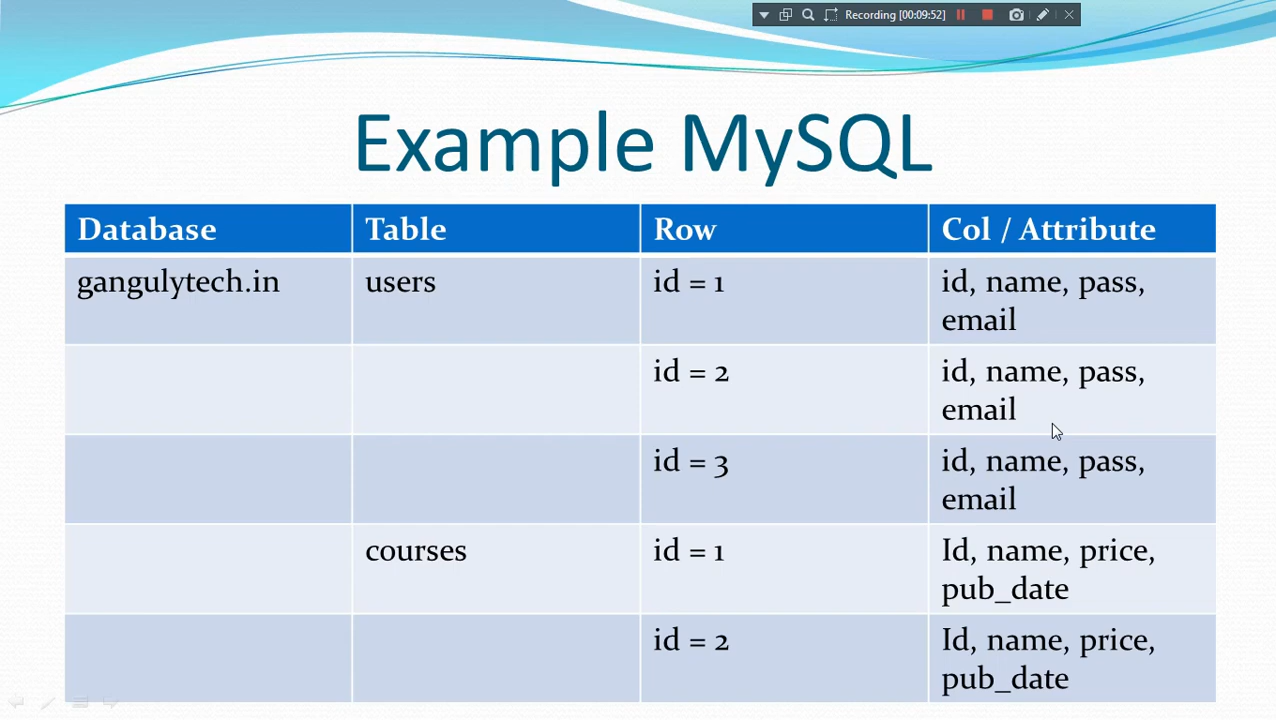 Recording [00:09:52]
Example MySQL
Database Table Row Col / Attribute
gangulytech.in users id = 1 id, name, pass,
email
id = 2 id, name, pass,
email
id = 3 id, name, pass,
email
courses id = 1 Id, name, price,
pub_date
id = 2 Id, name, price,
pub_date